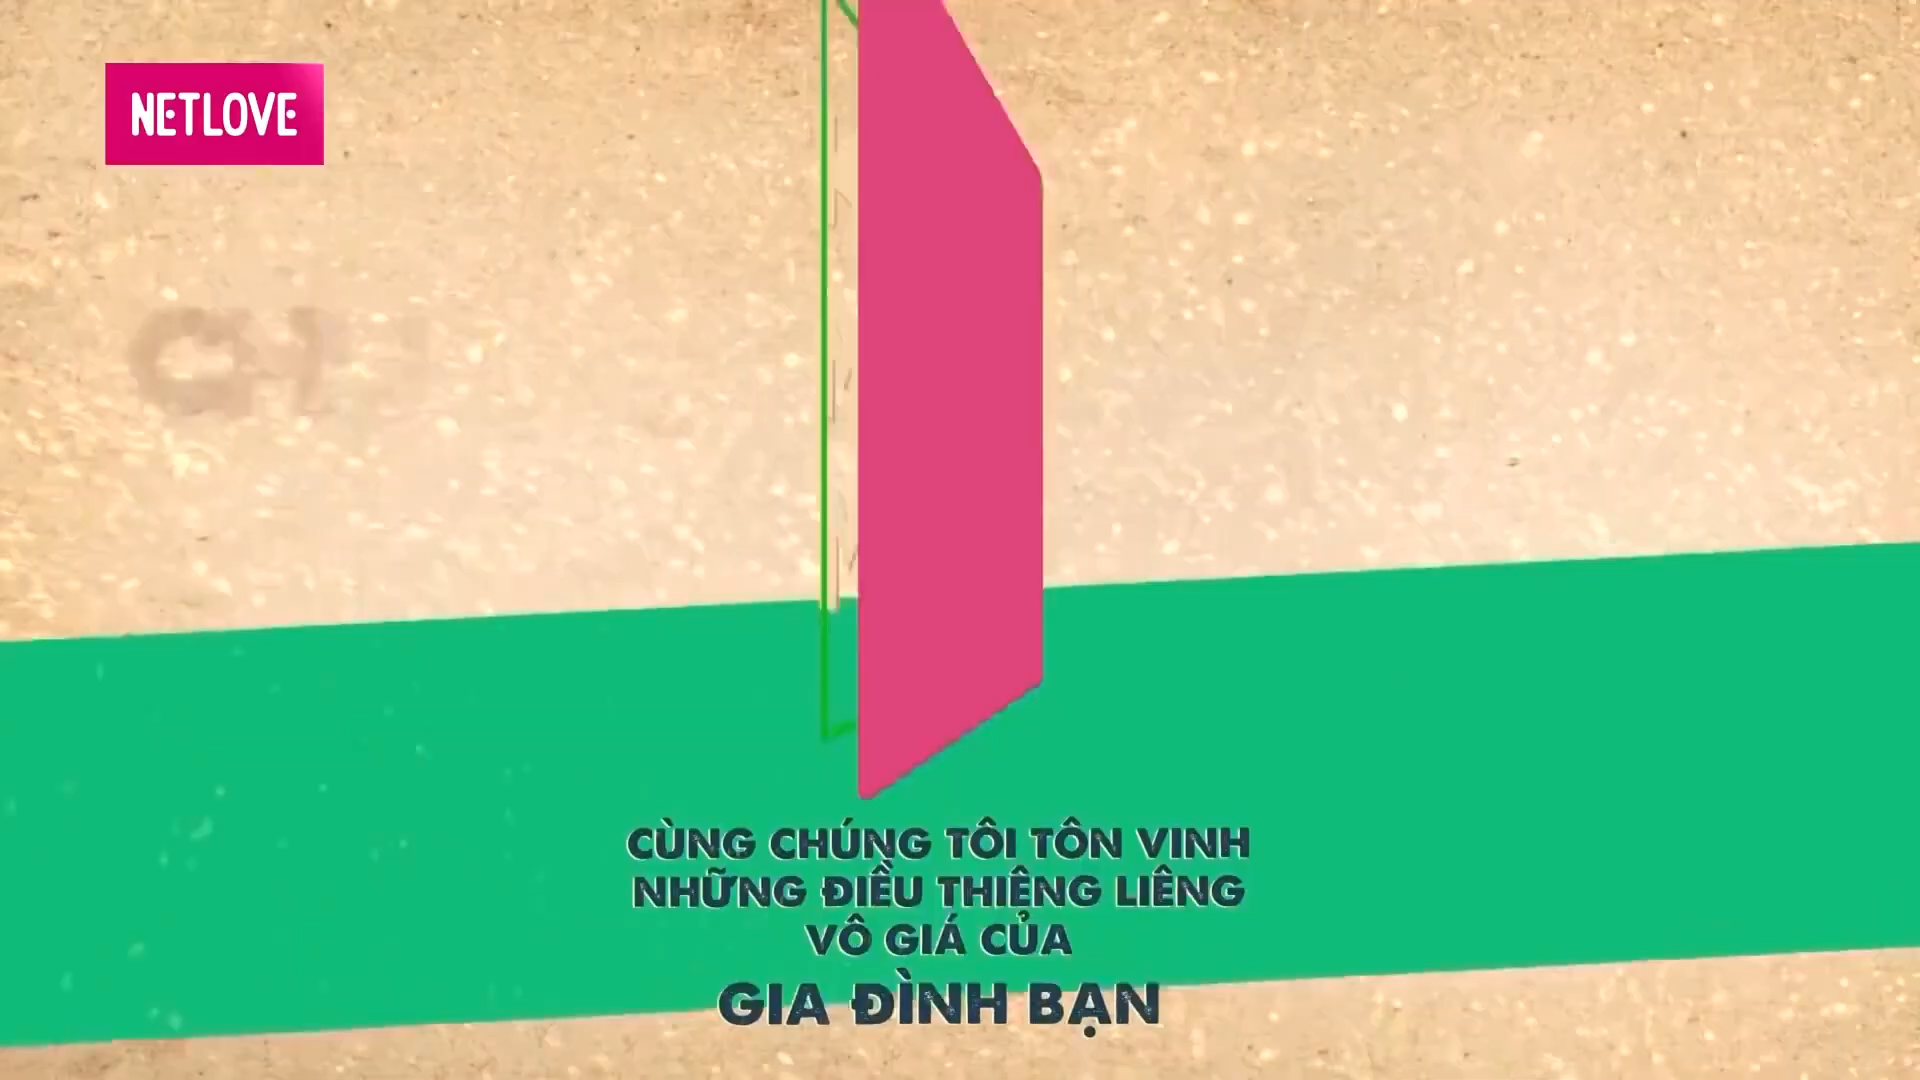 NETLOVE
CÙNG CHÚNG TÔI TÔN VINH
NHỮNG ĐIỀU THIÊNG LIÊNG
VÔ GIÁ CỦA
GIA ĐÌNH BẠN